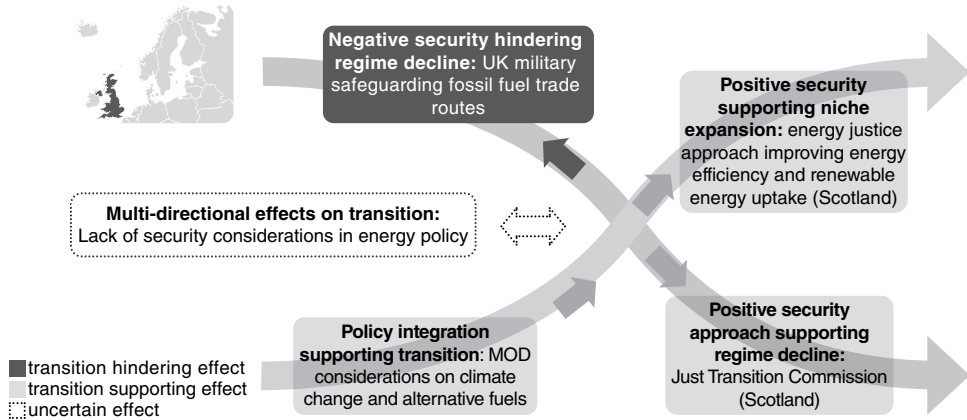 Negative security hindering
regime decline: UK military
safeguarding fossil fuel trade
routes
Positive security
supporting niche
expansion: energy justice
approach improving energy
efficiency and renewable
energy uptake (Scotland)
Multi-directional effects on transition:
Lack of security considerations in energy policy
Policy integration
supporting transition: MOD
considerations on climate
change and alternative fuels
Positive security
approach supporting
regime decline:
Just Transition Commission
(Scotland)
transition hindering effect
transition supporting effect
uncertain effect